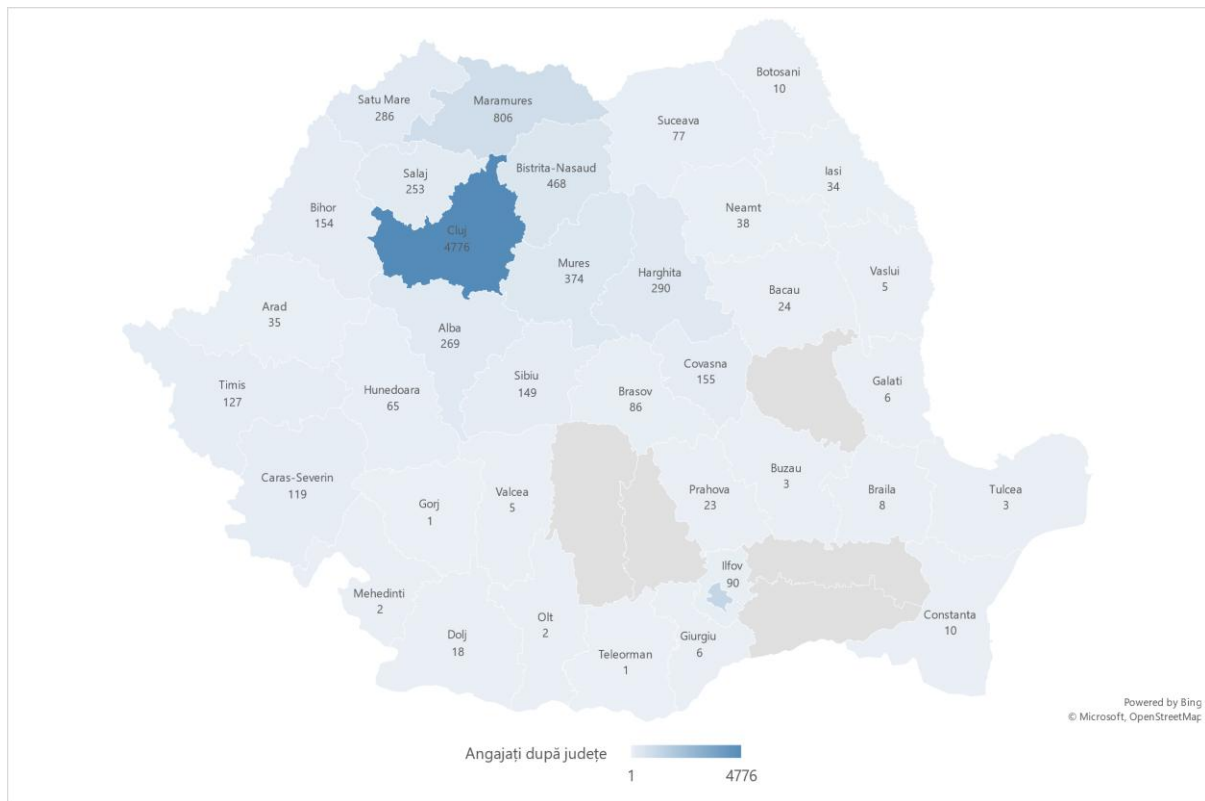 Botosani
10
Satu Mare
286
Maramures
806
Suceava
77
Salaj
253
Bistrita-Nasaud
468
Iasi
34
Bihor
154
Cluj
4776
Neamt
38
Mures
374
Harghita
290
Vaslui
5
Bacau
24
Arad
35
Alba
269
Covasna
155
Galati
6
Sibiu
149
Brasov
86
Timis
127
Hunedoara
65
Caras-Severin
119
Buzau
3
Gorj
1
Valcea
5
Prahova
23
Braila
8
Tulcea
3
Ilfov
90
Mehedinti
2
Olt
2
Constanta
10
Dolj
18
Giurgiu
6
Teleorman
1
Powered by Bing
© Microsoft, OpenStreetMap
Angajați după județe
1 4776